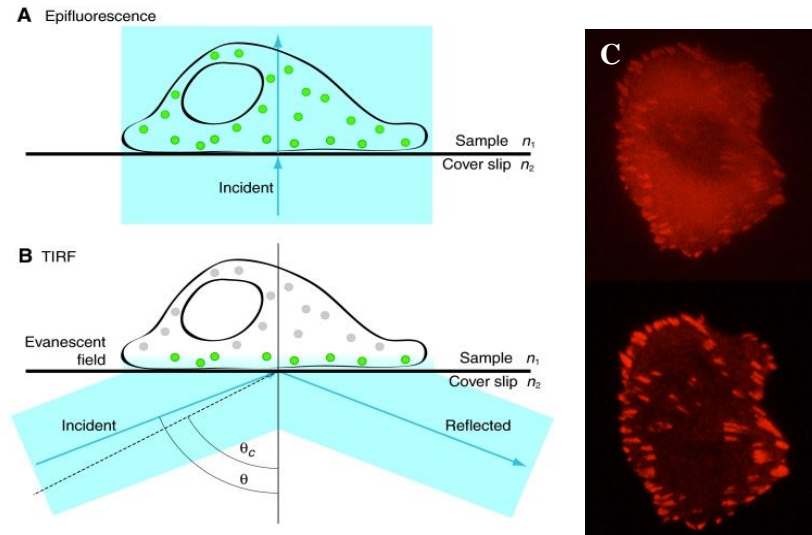 A Epifluorescence
Sample n₁
Cover slip n₂
Incident
B TIRF
Evanescent
field
Sample n₁
Cover slip n₂
Incident
Reflected
θc
θ
C